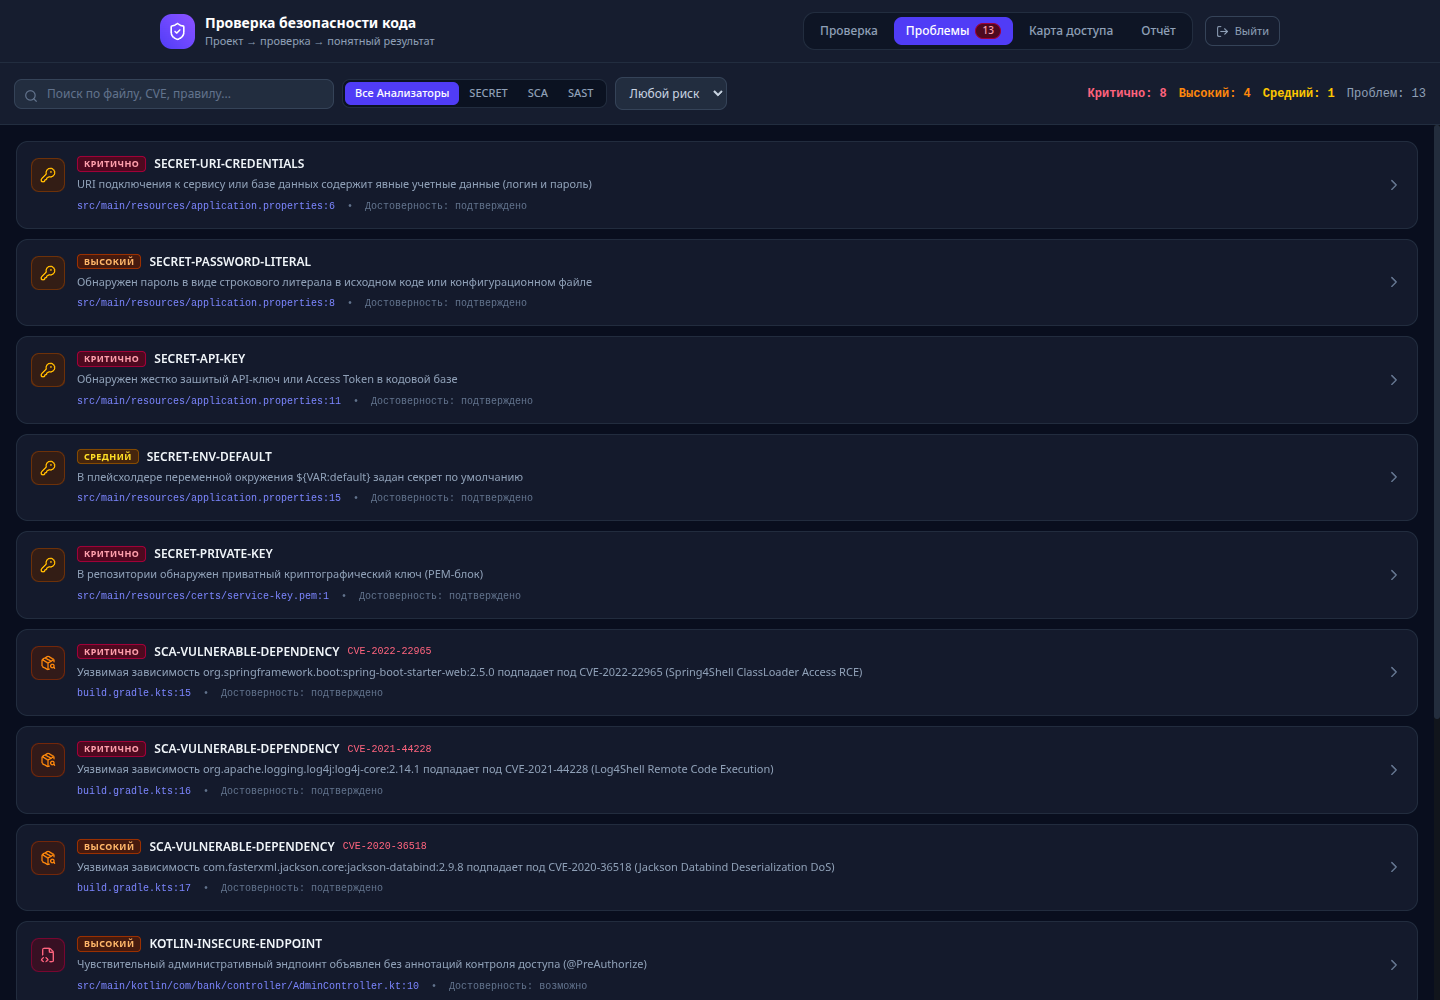 Проверка безопасности кода
Проект → проверка → понятный результат
Проверка
Проблемы 13
Карта доступа
Отчёт
Выйти
Поиск по файлу, CVE, правилу...
Все Анализаторы
SECRET
SCA
SAST
Любой риск
Критично: 8 Высокий: 4 Средний: 1 Проблем: 13
КРИТИЧНО SECRET-URI-CREDENTIALS
URI подключения к сервису или базе данных содержит явные учетные данные (логин и пароль)
src/main/resources/application.properties:6 • Достоверность: подтверждено
ВЫСОКИЙ SECRET-PASSWORD-LITERAL
Обнаружен пароль в виде строкового литерала в исходном коде или конфигурационном файле
src/main/resources/application.properties:8 • Достоверность: подтверждено
КРИТИЧНО SECRET-API-KEY
Обнаружен жестко зашитый API-ключ или Access Token в кодовой базе
src/main/resources/application.properties:11 • Достоверность: подтверждено
СРЕДНИЙ SECRET-ENV-DEFAULT
В плейсхолдере переменной окружения ${VAR:default} задан секрет по умолчанию
src/main/resources/application.properties:15 • Достоверность: подтверждено
КРИТИЧНО SECRET-PRIVATE-KEY
В репозитории обнаружен приватный криптографический ключ (PEM-блок)
src/main/resources/certs/service-key.pem:1 • Достоверность: подтверждено
КРИТИЧНО SCA-VULNERABLE-DEPENDENCY CVE-2022-22965
Уязвимая зависимость org.springframework.boot:spring-boot-starter-web:2.5.0 подпадает под CVE-2022-22965 (Spring4Shell ClassLoader Access RCE)
build.gradle.kts:15 • Достоверность: подтверждено
КРИТИЧНО SCA-VULNERABLE-DEPENDENCY CVE-2021-44228
Уязвимая зависимость org.apache.logging.log4j:log4j-core:2.14.1 подпадает под CVE-2021-44228 (Log4Shell Remote Code Execution)
build.gradle.kts:16 • Достоверность: подтверждено
ВЫСОКИЙ SCA-VULNERABLE-DEPENDENCY CVE-2020-36518
Уязвимая зависимость com.fasterxml.jackson.core:jackson-databind:2.9.8 подпадает под CVE-2020-36518 (Jackson Databind Deserialization DoS)
build.gradle.kts:17 • Достоверность: подтверждено
ВЫСОКИЙ KOTLIN-INSECURE-ENDPOINT
Чувствительный административный эндпоинт объявлен без аннотаций контроля доступа (@PreAuthorize)
src/main/kotlin/com/bank/controller/AdminController.kt:10 • Достоверность: возможно